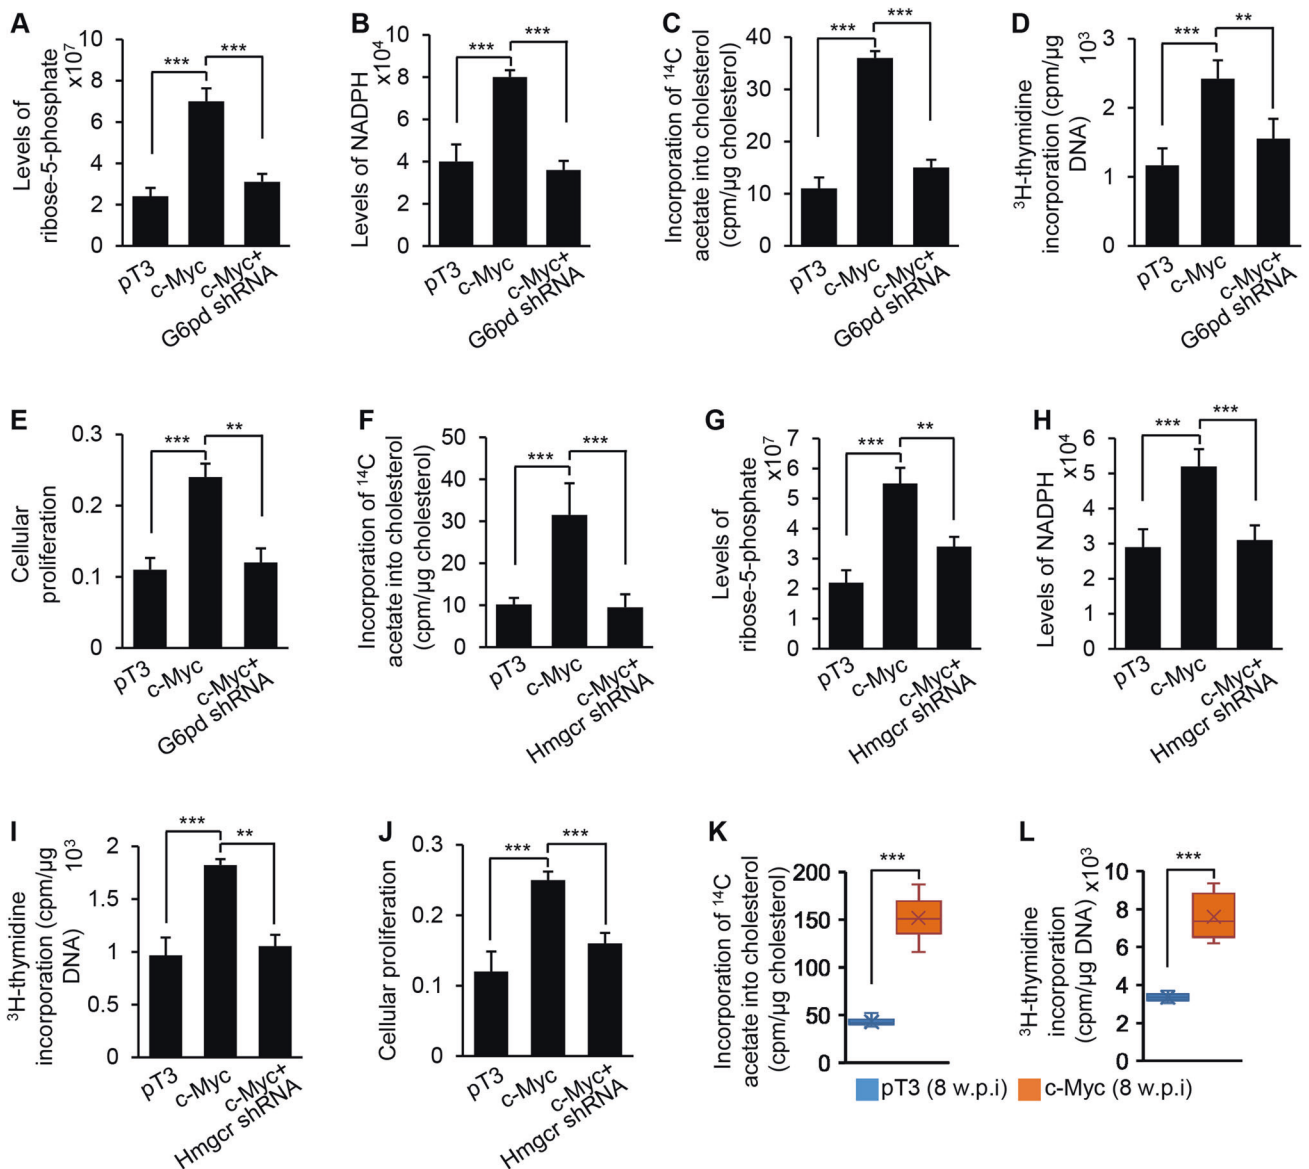 A
Levels of
ribose-5-phosphate
x10⁷
10
8
6
4
2
0
***
***
pT3
c-Myc
c-Myc+
G6pd shRNA
B
Levels of NADPH
x10⁴
10
8
6
4
2
0
***
***
pT3
c-Myc
c-Myc+
G6pd shRNA
C
Incorporation of ¹⁴C
acetate into cholesterol
(cpm/µg cholesterol)
40
30
20
10
0
***
***
pT3
c-Myc
c-Myc+
G6pd shRNA
D
³H-thymidine
incorporation (cpm/µg
DNA)
10³
3
2
1
0
***
**
pT3
c-Myc
c-Myc+
G6pd shRNA
E
Cellular
proliferation
0.3
0.2
0.1
0
***
**
pT3
c-Myc
c-Myc+
G6pd shRNA
F
Incorporation of ¹⁴C
acetate into cholesterol
(cpm/µg cholesterol)
50
40
30
20
10
0
***
***
pT3
c-Myc
c-Myc+
Hmgcr shRNA
G
Levels of
ribose-5-phosphate
x10⁷
7
6
5
4
3
2
1
0
***
**
pT3
c-Myc
c-Myc+
Hmgcr shRNA
H
Levels of NADPH
x10⁴
6
5
4
3
2
1
0
***
***
pT3
c-Myc
c-Myc+
Hmgcr shRNA
I
³H-thymidine
incorporation (cpm/µg
DNA)
10³
2
1.5
1
0.5
0
***
**
pT3
c-Myc
c-Myc+
Hmgcr shRNA
J
Cellular proliferation
0.3
0.2
0.1
0
***
***
pT3
c-Myc
c-Myc+
Hmgcr shRNA
K
Incorporation of ¹⁴C
acetate into cholesterol
(cpm/µg cholesterol)
200
150
100
50
0
***
L
³H-thymidine
incorporation
(cpm/µg DNA)
x10³
10
8
6
4
2
0
***
pT3 (8 w.p.i)
c-Myc (8 w.p.i)